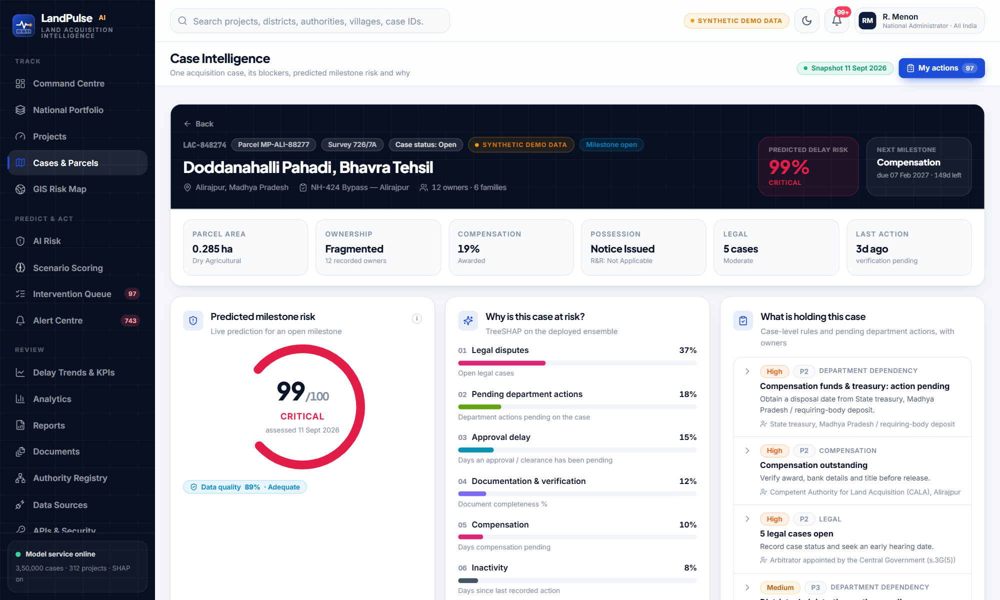 LandPulse AI
LAND ACQUISITION
INTELLIGENCE
TRACK
Command Centre
National Portfolio
Projects
Cases & Parcels
GIS Risk Map
PREDICT & ACT
AI Risk
Scenario Scoring
Intervention Queue 97
Alert Centre 743
REVIEW
Delay Trends & KPIs
Analytics
Reports
Documents
Authority Registry
Data Sources
APIs & Security
Model service online
3,50,000 cases · 312 projects · SHAP
on
Search projects, districts, authorities, villages, case IDs.
SYNTHETIC DEMO DATA
99+
RM
R. Menon
National Administrator · All India
Case Intelligence
One acquisition case, its blockers, predicted milestone risk and why
Snapshot 11 Sept 2026
My actions 97
Back
LAC-848274 Parcel MP-ALI-88277 Survey 726/7A Case status: Open SYNTHETIC DEMO DATA Milestone open
Doddanahalli Pahadi, Bhavra Tehsil
Alirajpur, Madhya Pradesh NH-424 Bypass — Alirajpur 12 owners · 6 families
PREDICTED DELAY RISK
99%
CRITICAL
NEXT MILESTONE
Compensation
due 07 Feb 2027 · 149d left
PARCEL AREA
0.285 ha
Dry Agricultural
OWNERSHIP
Fragmented
12 recorded owners
COMPENSATION
19%
Awarded
POSSESSION
Notice Issued
R&R: Not Applicable
LEGAL
5 cases
Moderate
LAST ACTION
3d ago
verification pending
Predicted milestone risk
Live prediction for an open milestone
i
99/100
CRITICAL
assessed 11 Sept 2026
Data quality 89% · Adequate
Why is this case at risk?
TreeSHAP on the deployed ensemble
01 Legal disputes 37%
Open legal cases
02 Pending department actions 18%
Department actions pending on the case
03 Approval delay 15%
Days an approval / clearance has been pending
04 Documentation & verification 12%
Document completeness %
05 Compensation 10%
Days compensation pending
06 Inactivity 8%
Days since last recorded action
What is holding this case
Case-level rules and pending department actions, with
owners
High P2 DEPARTMENT DEPENDENCY
Compensation funds & treasury: action pending
Obtain a disposal date from State treasury, Madhya
Pradesh / requiring-body deposit.
State treasury, Madhya Pradesh / requiring-body deposit
High P2 COMPENSATION
Compensation outstanding
Verify award, bank details and title before release.
Competent Authority for Land Acquisition (CALA), Alirajpur
High P2 LEGAL
5 legal cases open
Record case status and seek an early hearing date.
Arbitrator appointed by the Central Government (s.3G(5))
Medium P3 DEPARTMENT DEPENDENCY